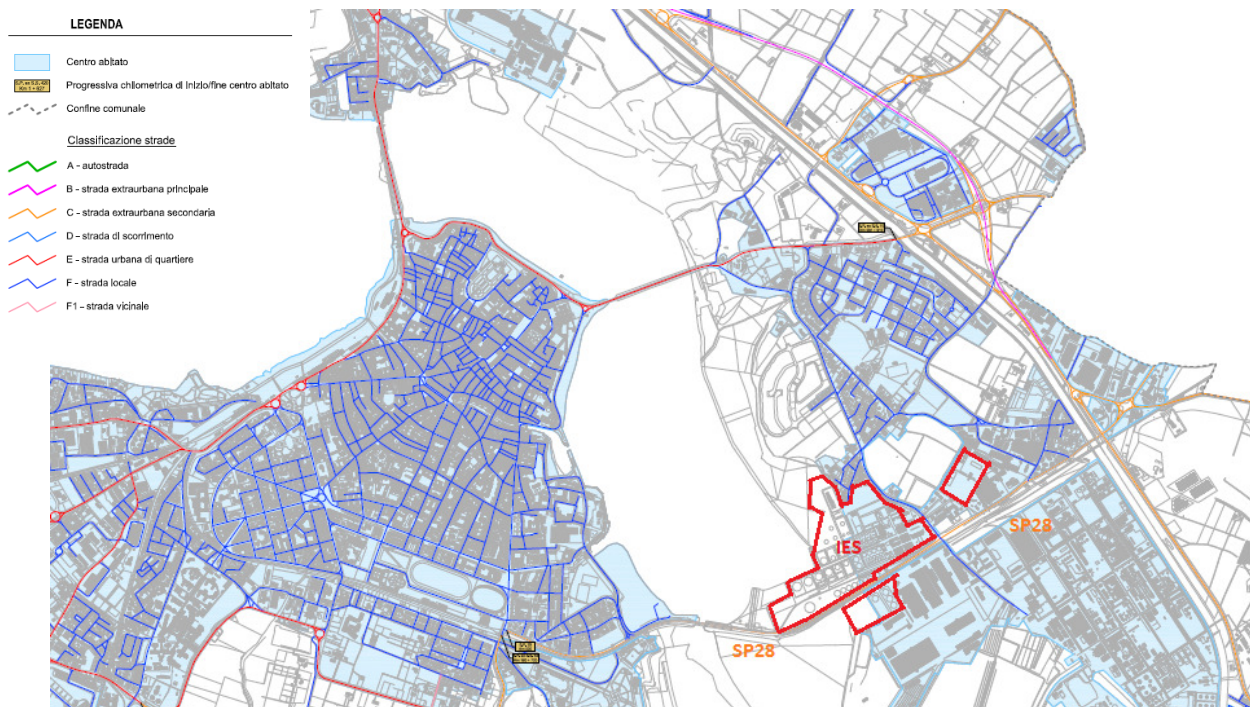 LEGENDA
Centro abitato
Progressiva chilometrica di inizio/fine centro abitato
Confine comunale
Classificazione strade
A - autostrada
B - strada extraurbana principale
C - strada extraurbana secondaria
D - strada di scorrimento
E - strada urbana di quartiere
F - strada locale
F1 - strada vicinale
SP28
IES
SP28